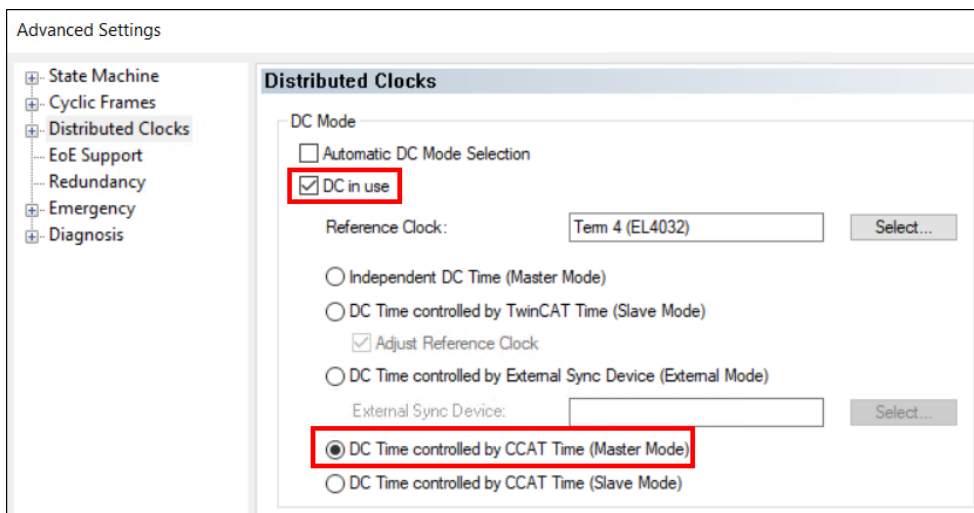 Advanced Settings
State Machine
Cyclic Frames
Distributed Clocks
EoE Support
Redundancy
Emergency
Diagnosis
Distributed Clocks
DC Mode
Automatic DC Mode Selection
DC in use
Reference Clock: Term 4 (EL4032) Select...
Independent DC Time (Master Mode)
DC Time controlled by TwinCAT Time (Slave Mode)
Adjust Reference Clock
DC Time controlled by External Sync Device (External Mode)
External Sync Device: Select...
DC Time controlled by CCAT Time (Master Mode)
DC Time controlled by CCAT Time (Slave Mode)